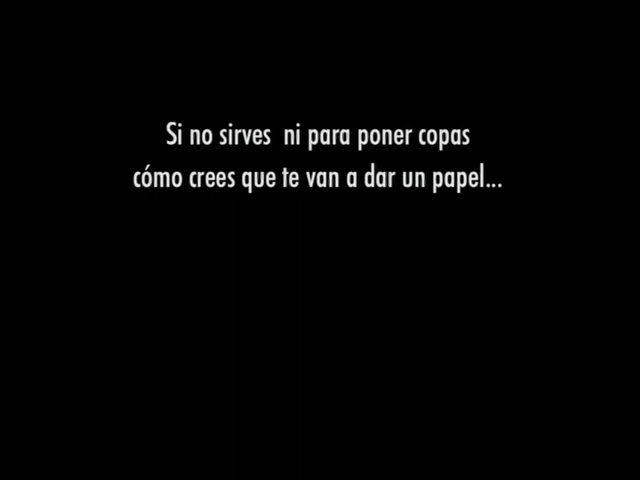 Si no sirves ni para poner copas
cómo crees que te van a dar un papel...